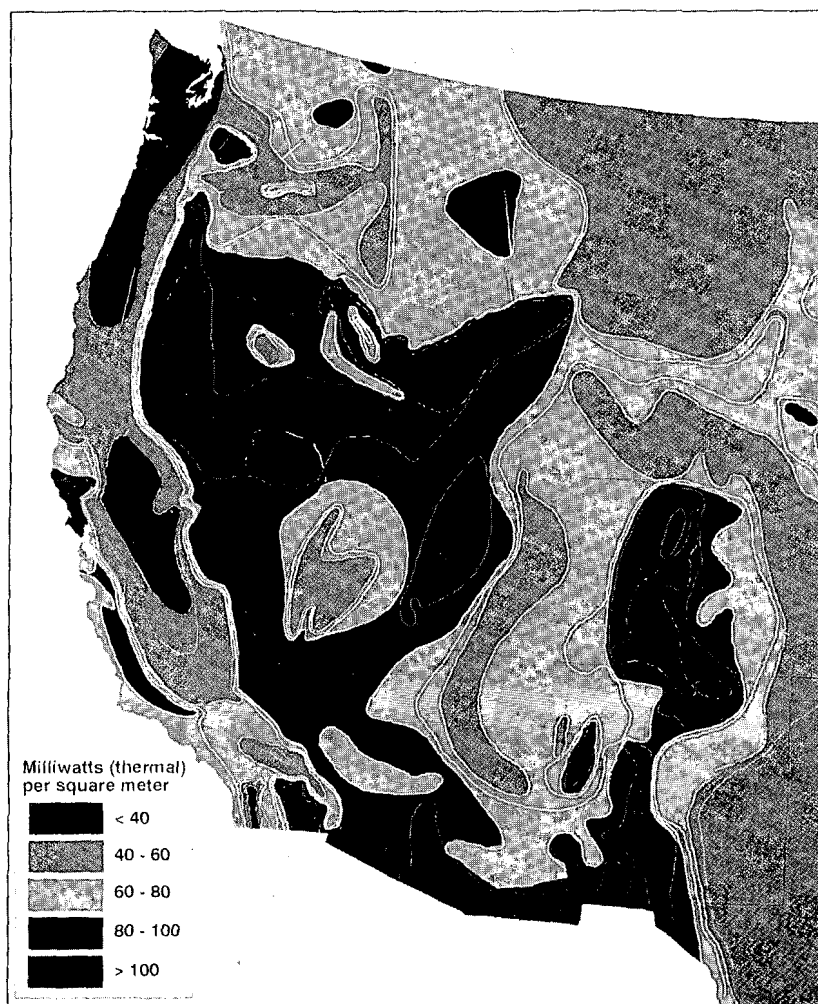 Milliwatts (thermal)
per square meter
< 40
40 - 60
60 - 80
80 - 100
> 100